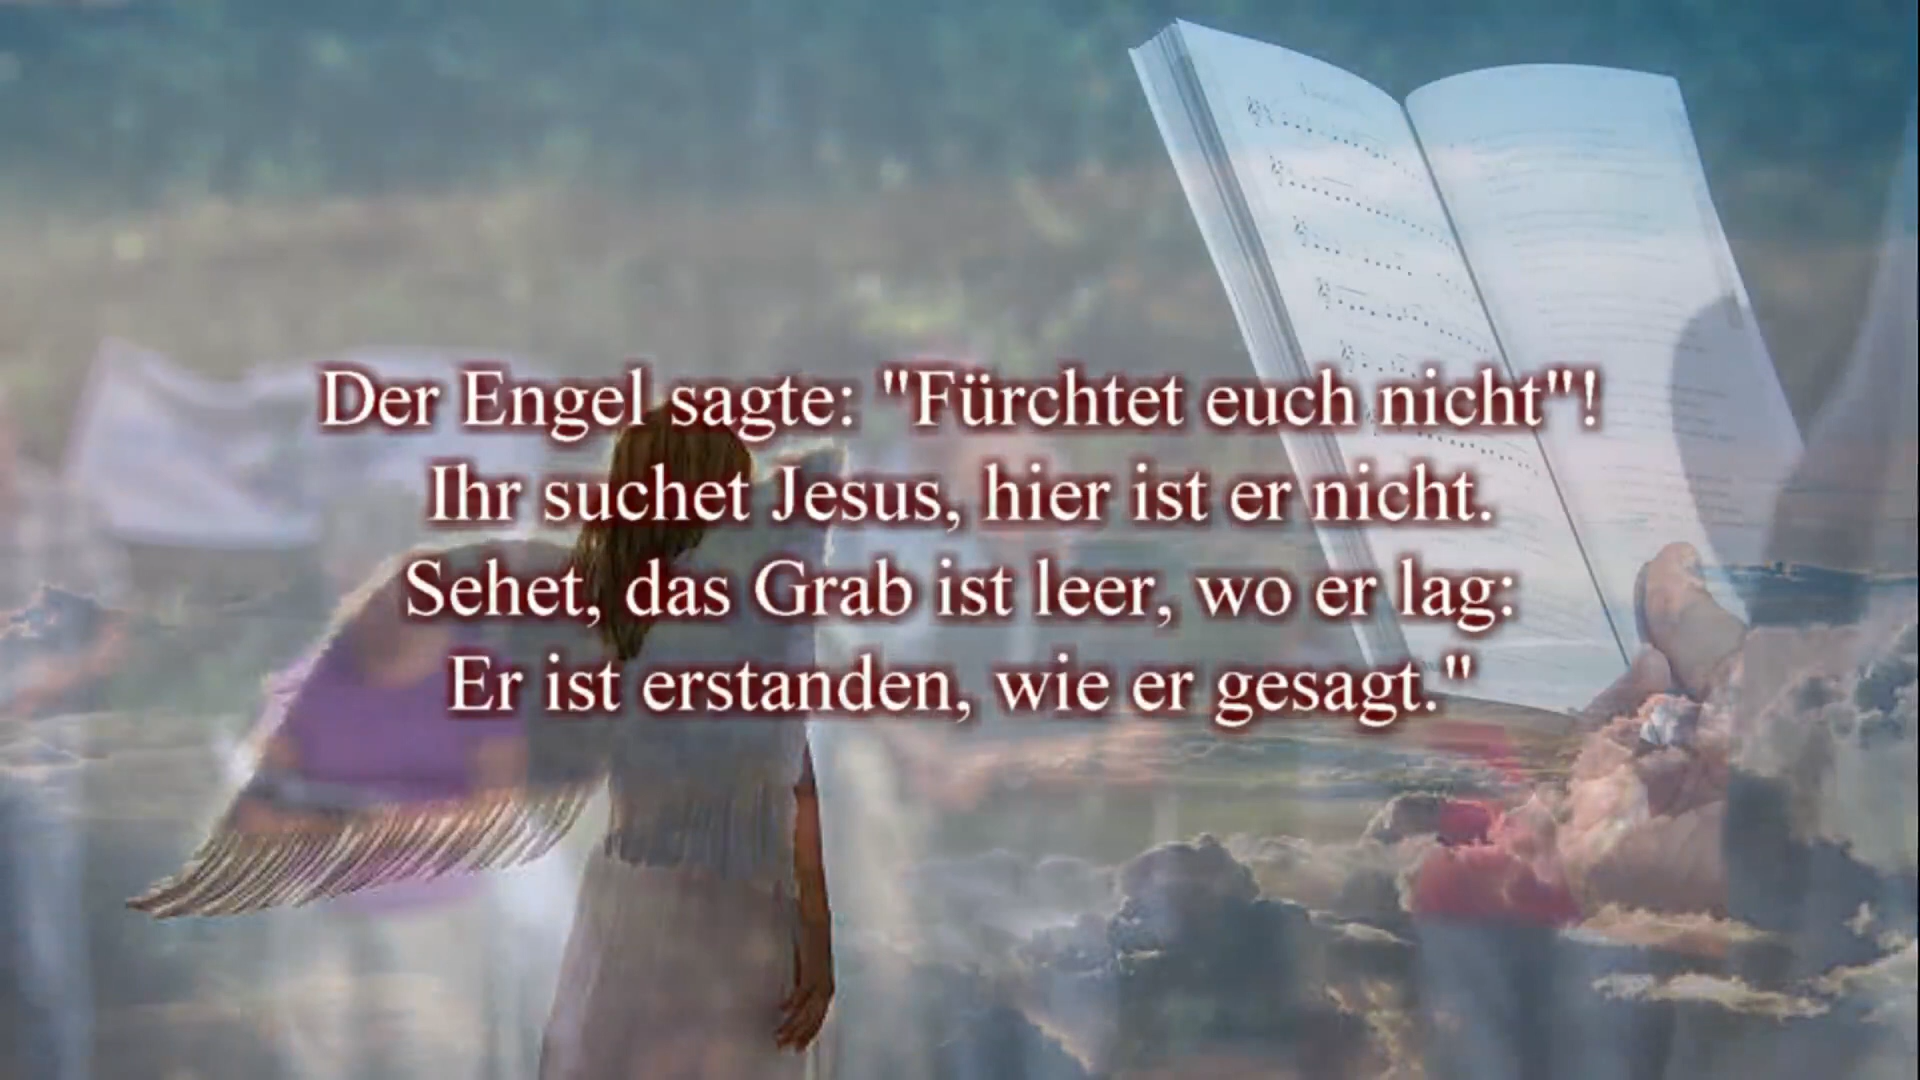 Der Engel sagte: "Fürchtet euch nicht"!
Ihr suchet Jesus, hier ist er nicht.
Sehet, das Grab ist leer, wo er lag:
Er ist erstanden, wie er gesagt."